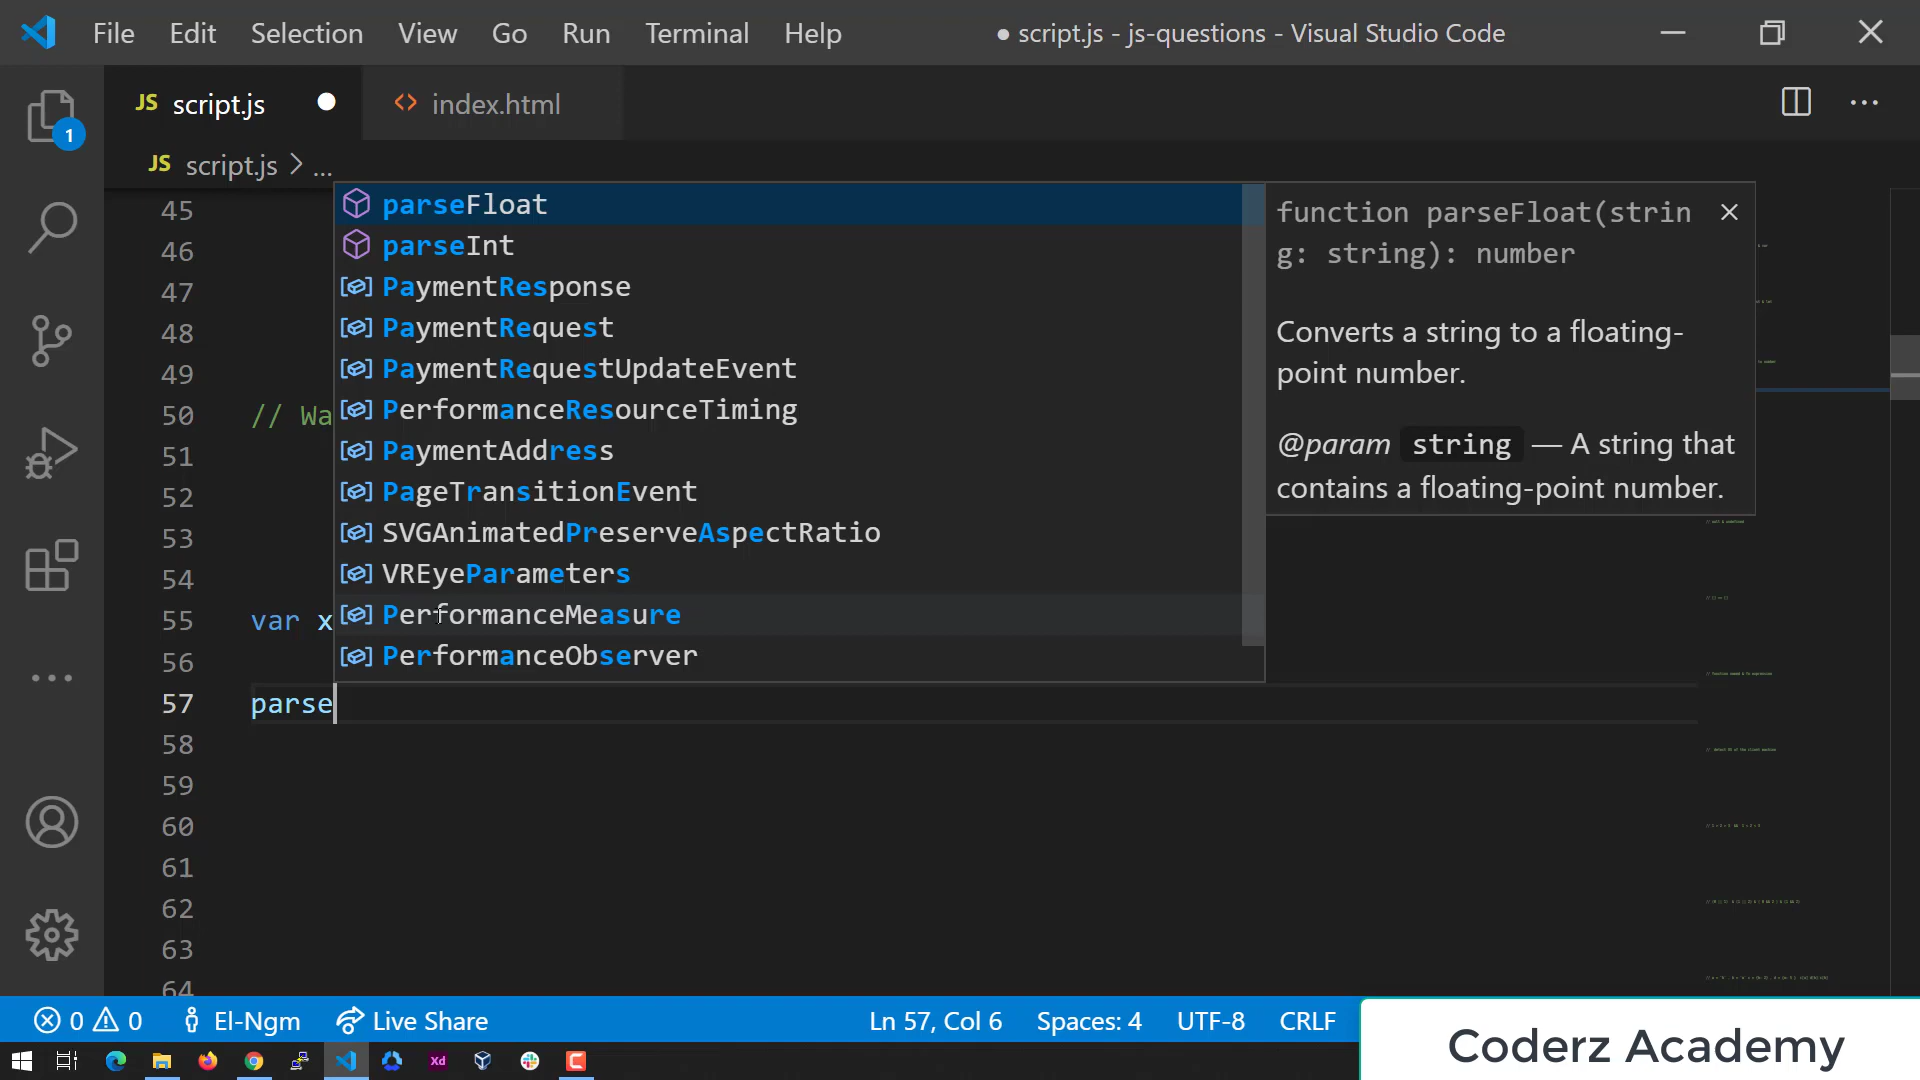 File Edit Selection View Go Run Terminal Help ● script.js - js-questions - Visual Studio Code
JS script.js index.html
1
JS script.js > ...
45
46
47
48
49
50 // Wa
51
52
53
54
55 var x
56
57 parse
58
59
60
61
62
63
64
parseFloat
parseInt
PaymentResponse
PaymentRequest
PaymentRequestUpdateEvent
PerformanceResourceTiming
PaymentAddress
PageTransitionEvent
SVGAnimatedPreserveAspectRatio
VREyeParameters
PerformanceMeasure
PerformanceObserver
function parseFloat(strin
g: string): number
Converts a string to a floating-
point number.
@param string — A string that
contains a floating-point number.
0 0 El-Ngm Live Share Ln 57, Col 6 Spaces: 4 UTF-8 CRLF
Xd
Coderz Academy